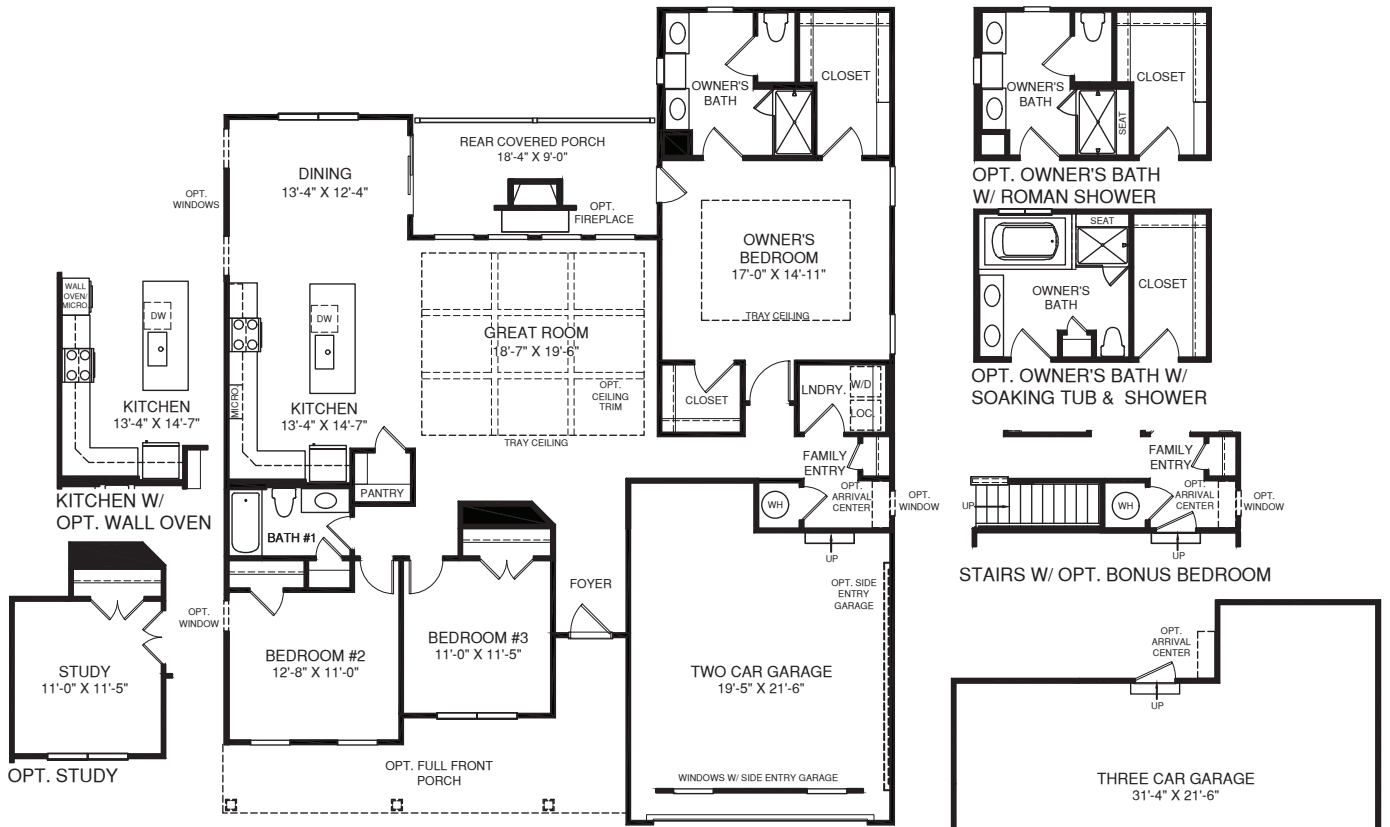 OWNER'S
BATH
CLOSET
REAR COVERED PORCH
18'-4" X 9'-0"
DINING
13'-4" X 12'-4"
OPT.
WINDOWS
OPT.
FIREPLACE
OWNER'S
BEDROOM
17'-0" X 14'-11"
TRAY CEILING
GREAT ROOM
18'-7" X 19'-6"
OPT.
CEILING
TRIM
TRAY CEILING
DW
MICRO.
KITCHEN
13'-4" X 14'-7"
PANTRY
CLOSET
LNDRY.
W/D
LOC.
FAMILY
ENTRY
OPT.
ARRIVAL
CENTER
OPT.
WINDOW
WH
UP
BATH #1
FOYER
OPT. SIDE
ENTRY
GARAGE
OPT.
WINDOW
BEDROOM #2
12'-8" X 11'-0"
BEDROOM #3
11'-0" X 11'-5"
TWO CAR GARAGE
19'-5" X 21'-6"
OPT. FULL FRONT
PORCH
WINDOWS W/ SIDE ENTRY GARAGE
WALL
OVEN/
MICRO.
DW
KITCHEN
13'-4" X 14'-7"
KITCHEN W/
OPT. WALL OVEN
STUDY
11'-0" X 11'-5"
OPT. STUDY
OWNER'S
BATH
SEAT
CLOSET
OPT. OWNER'S BATH
W/ ROMAN SHOWER
SEAT
OWNER'S
BATH
CLOSET
OPT. OWNER'S BATH W/
SOAKING TUB & SHOWER
FAMILY
ENTRY
OPT.
ARRIVAL
CENTER
OPT.
WINDOW
UP
WH
UP
STAIRS W/ OPT. BONUS BEDROOM
OPT.
ARRIVAL
CENTER
UP
THREE CAR GARAGE
31'-4" X 21'-6"